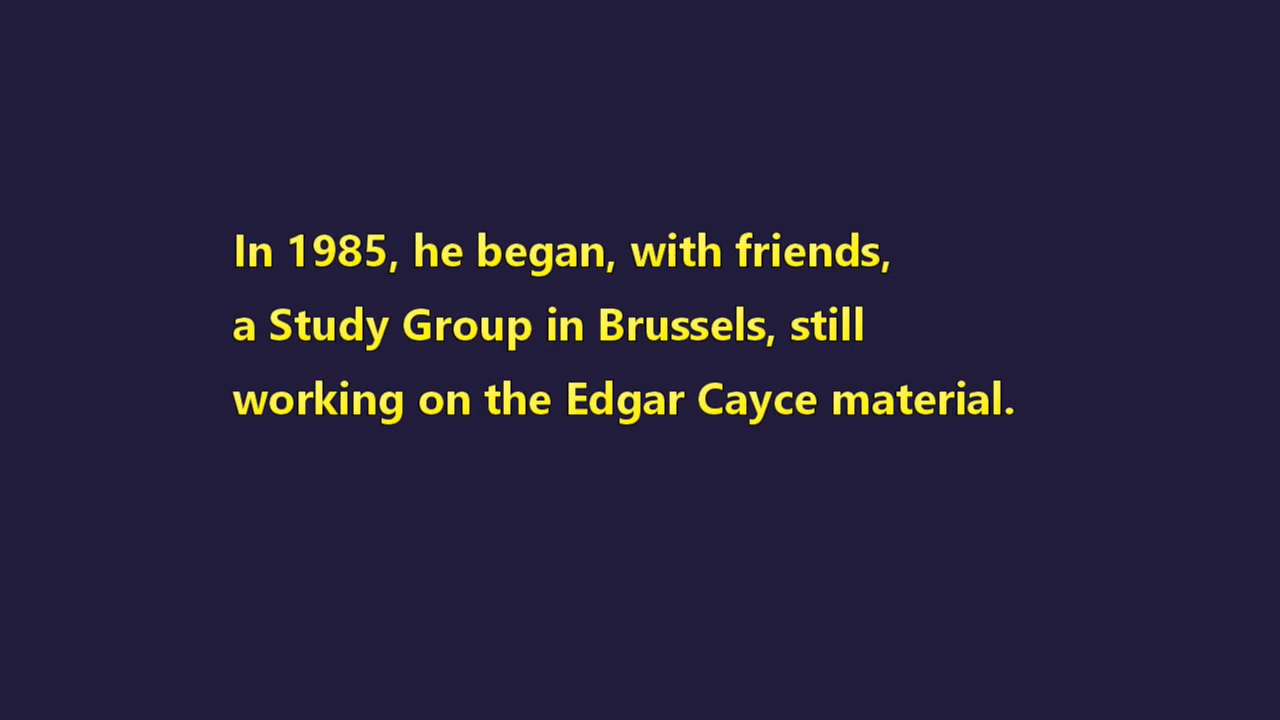 In 1985, he began, with friends,
a Study Group in Brussels, still
working on the Edgar Cayce material.